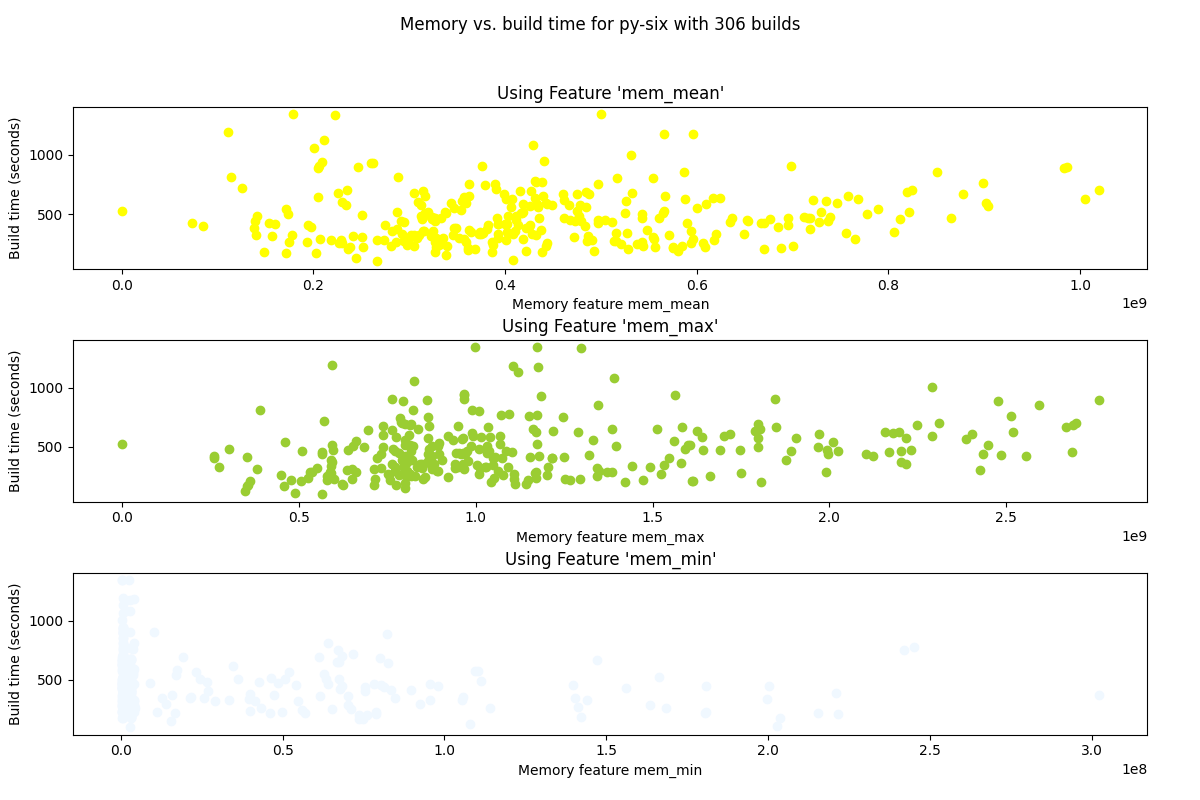 Memory vs. build time for py-six with 306 builds
Using Feature 'mem_mean'
Build time (seconds)
1000
500
0.0 0.2 0.4 0.6 0.8 1.0
1e9
Memory feature mem_mean
Using Feature 'mem_max'
Build time (seconds)
1000
500
0.0 0.5 1.0 1.5 2.0 2.5
1e9
Memory feature mem_max
Using Feature 'mem_min'
Build time (seconds)
1000
500
0.0 0.5 1.0 1.5 2.0 2.5 3.0
1e8
Memory feature mem_min